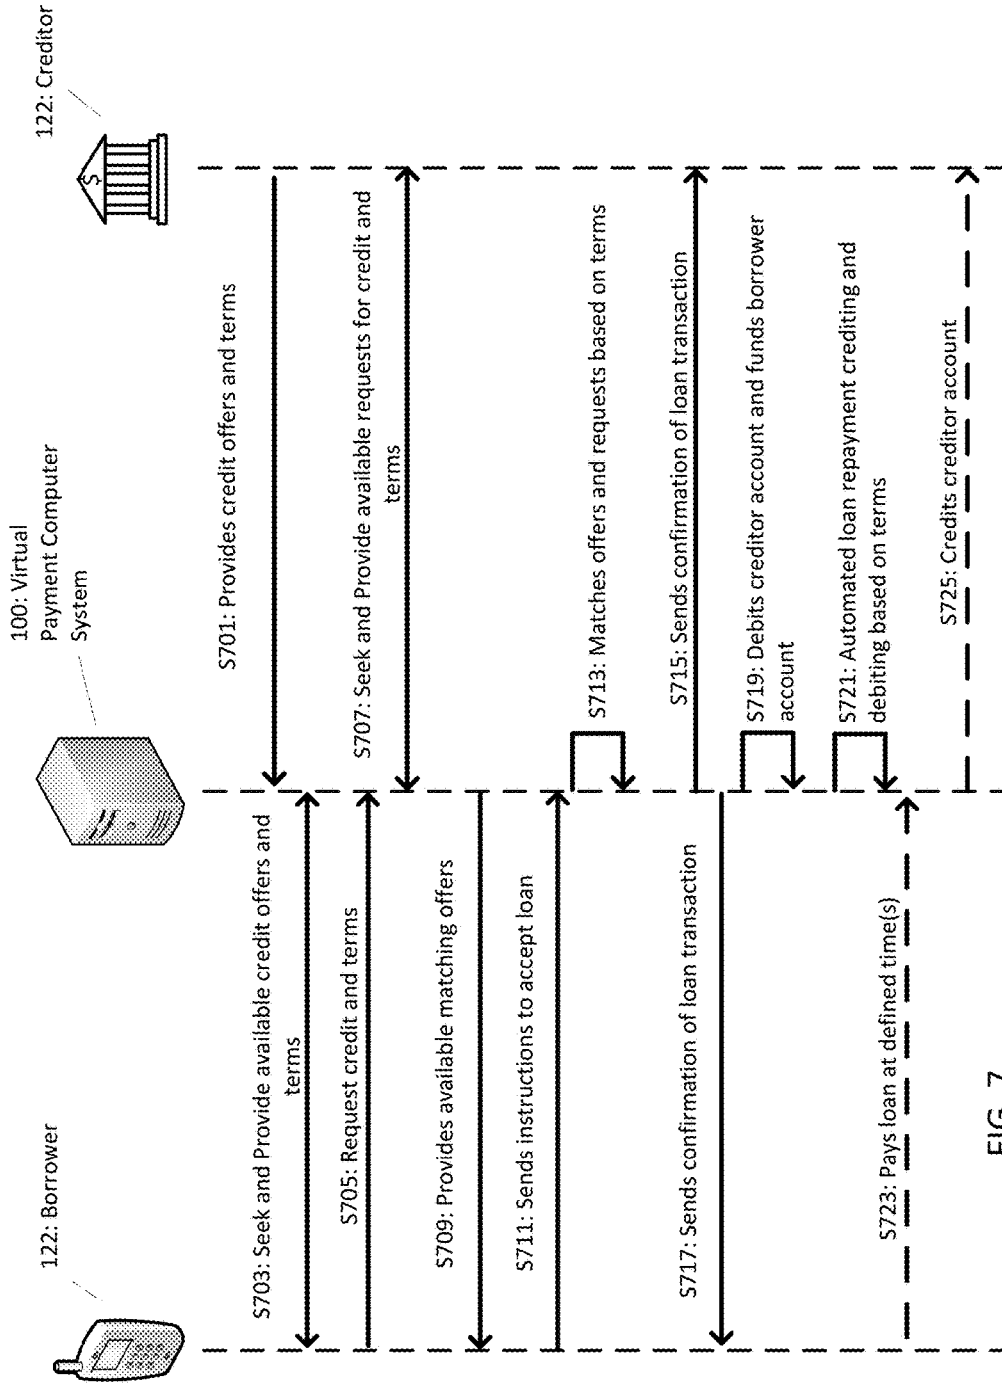 122: Borrower
100: Virtual
Payment Computer
System
122: Creditor
$
S701: Provides credit offers and terms
S703: Seek and Provide available credit offers and
terms
S705: Request credit and terms
S707: Seek and Provide available requests for credit and
terms
S709: Provides available matching offers
S711: Sends instructions to accept loan
S713: Matches offers and requests based on terms
S715: Sends confirmation of loan transaction
S717: Sends confirmation of loan transaction
S719: Debits creditor account and funds borrower
account
S721: Automated loan repayment crediting and
debiting based on terms
S723: Pays loan at defined time(s)
S725: Credits creditor account
FIG. 7